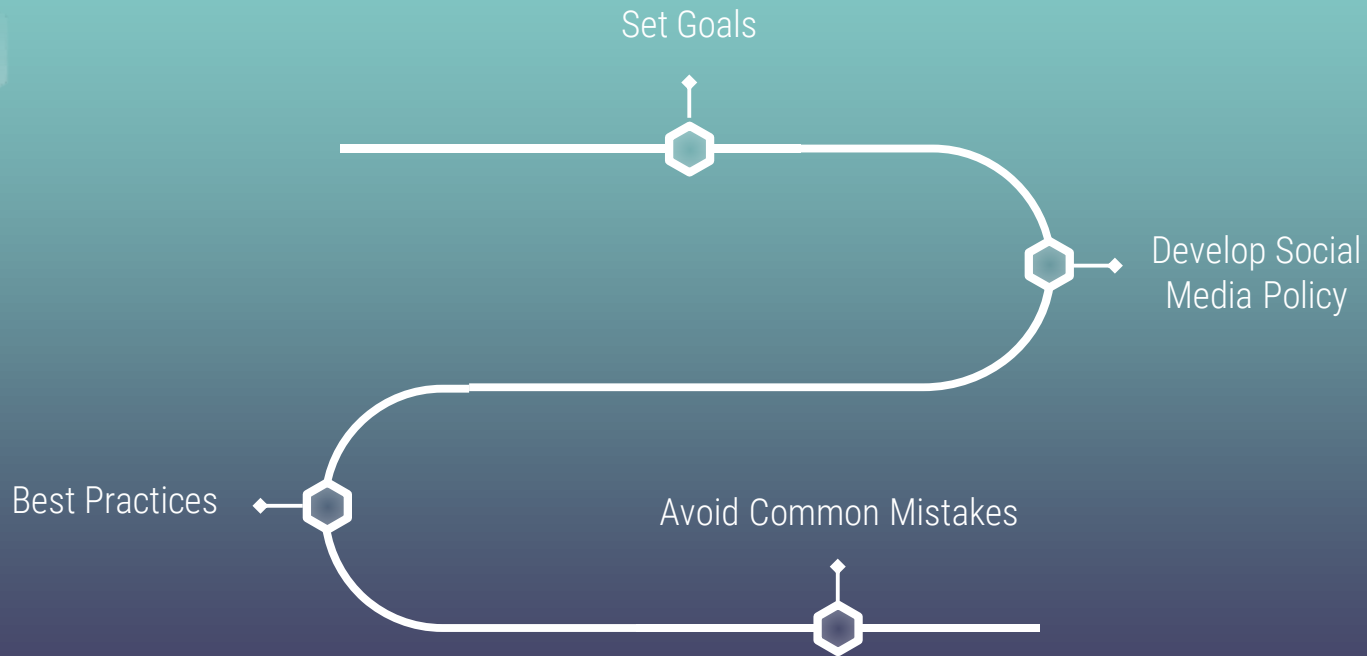 Set Goals
Develop Social
Media Policy
Best Practices
Avoid Common Mistakes